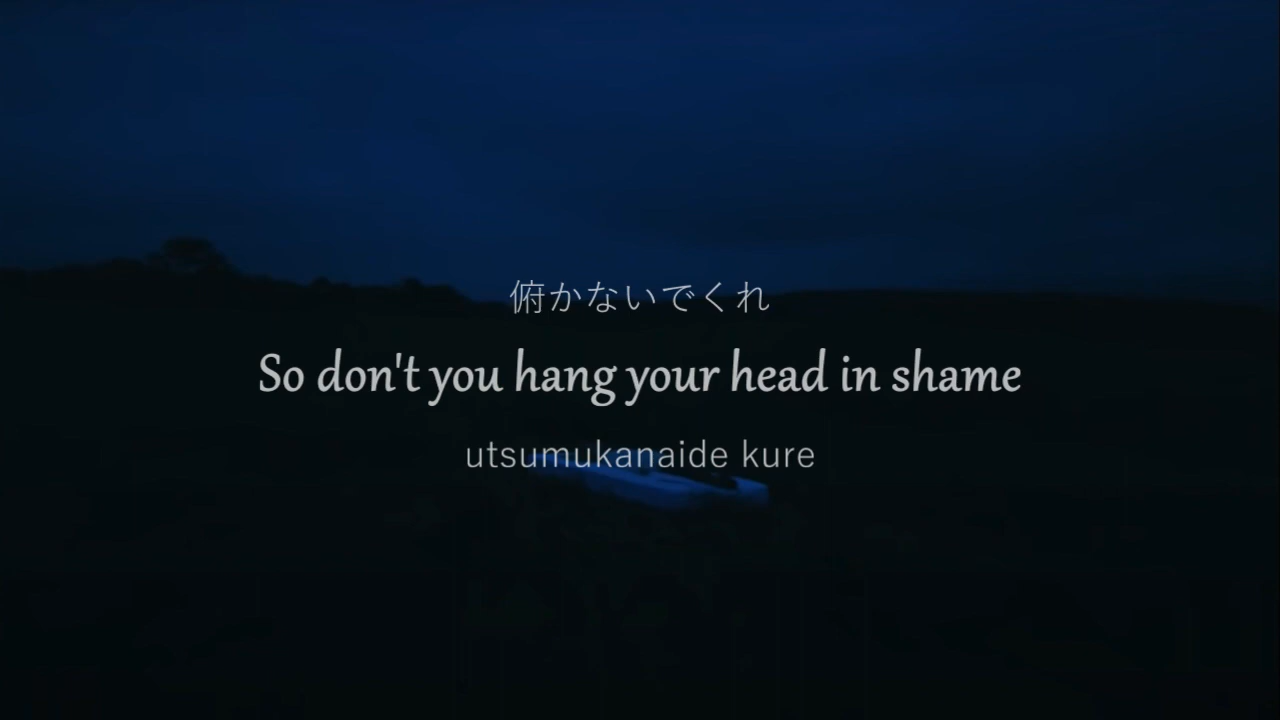 俯かないでくれ
So don't you hang your head in shame
utsumukanaide kure